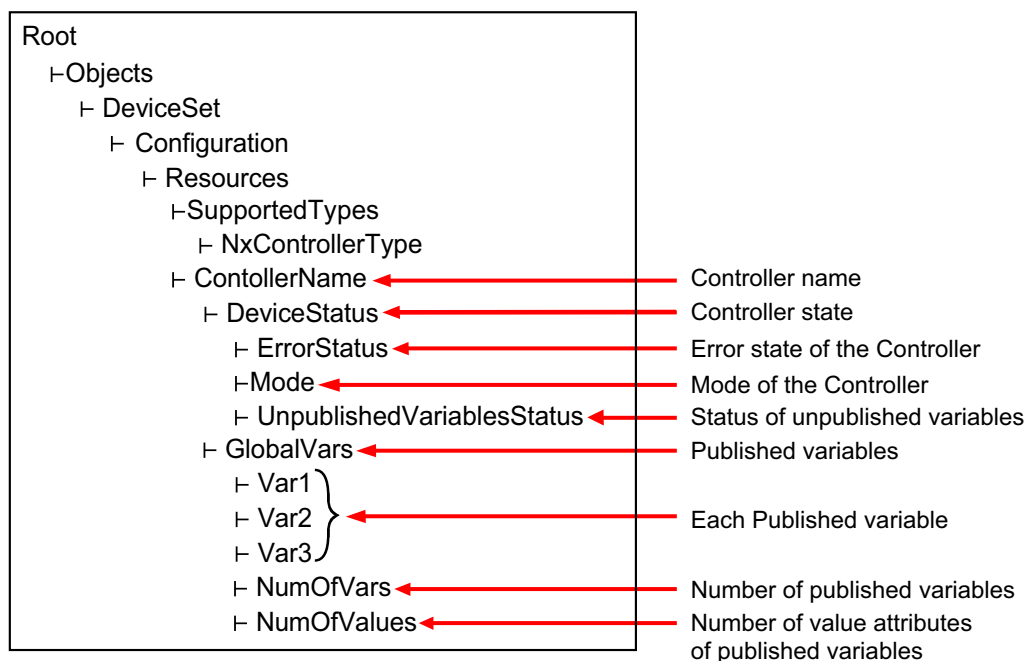 Root
Objects
DeviceSet
Configuration
Resources
SupportedTypes
NxControllerType
ContollerName Controller name
DeviceStatus Controller state
ErrorStatus Error state of the Controller
Mode Mode of the Controller
UnpublishedVariablesStatus Status of unpublished variables
GlobalVars Published variables
Var1
Var2 Each Published variable
Var3
NumOfVars Number of published variables
NumOfValues Number of value attributes
of published variables